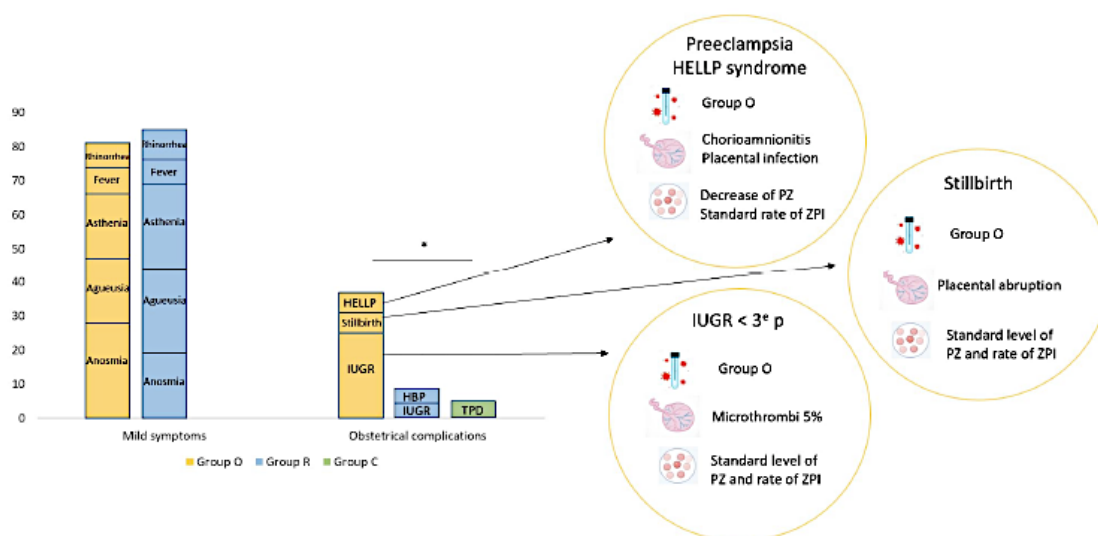 90
80
70
60
50
40
30
20
10
0
Rhinorrhea
Fever
Asthenia
Agueusia
Anosmia
Rhinorrhea
Fever
Asthenia
Agueusia
Anosmia
Mild symptoms
*
HELLP
Stillbirth
IUGR
HBP
IUGR
TPD
Obstetrical complications
Group O
Group R
Group C
Preeclampsia
HELLP syndrome
Group O
Chorioamnionitis
Placental infection
Decrease of PZ
Standard rate of ZPI
Stillbirth
Group O
Placental abruption
Standard level of
PZ and rate of ZPI
IUGR < 3ᵉ p
Group O
Microthrombi 5%
Standard level of
PZ and rate of ZPI